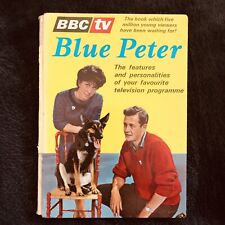 BBC tv
The book which five
million young viewers
have been waiting for!
Blue Peter
The features
and personalities
of your favourite
television programme